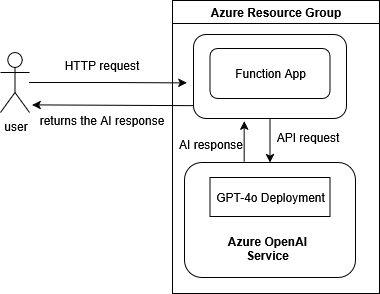 Azure Resource Group
HTTP request
Function App
user
returns the AI response
AI response
API request
GPT-4o Deployment
Azure OpenAI
Service